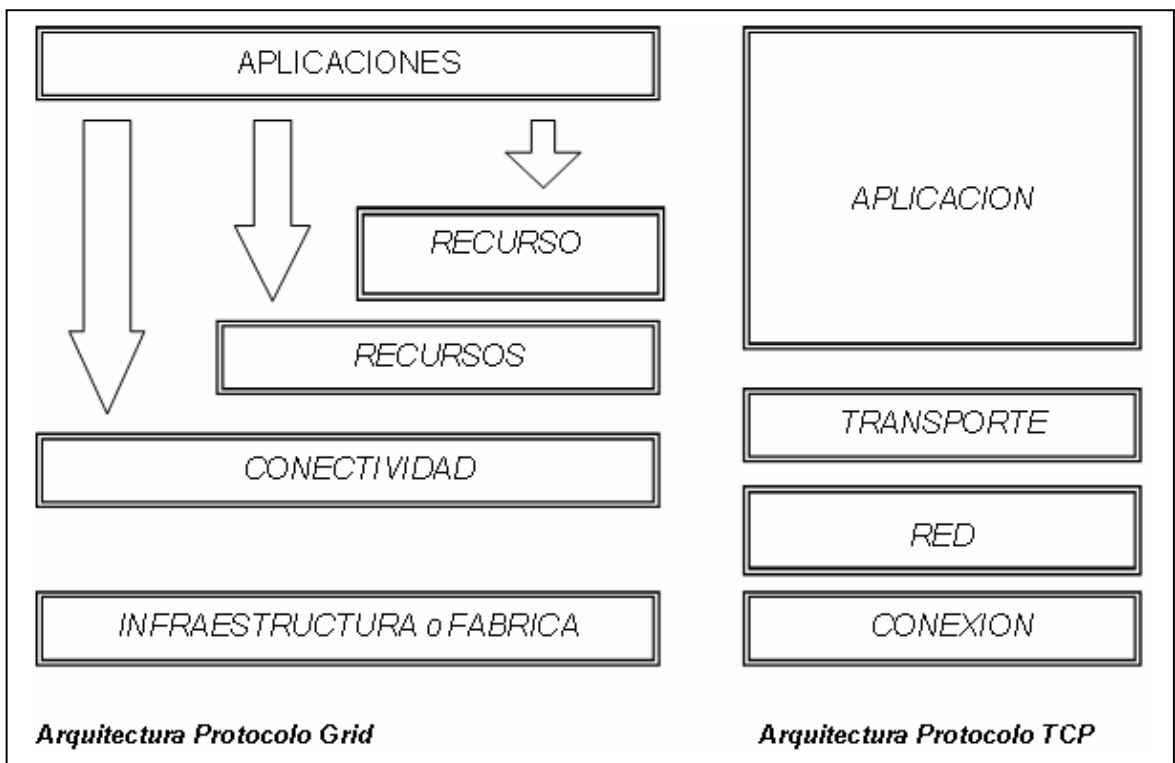 APLICACIONES
RECURSO
RECURSOS
CONECTIVIDAD
INFRAESTRUCTURA o FABRICA
Arquitectura Protocolo Grid
APLICACION
TRANSPORTE
RED
CONEXION
Arquitectura Protocolo TCP